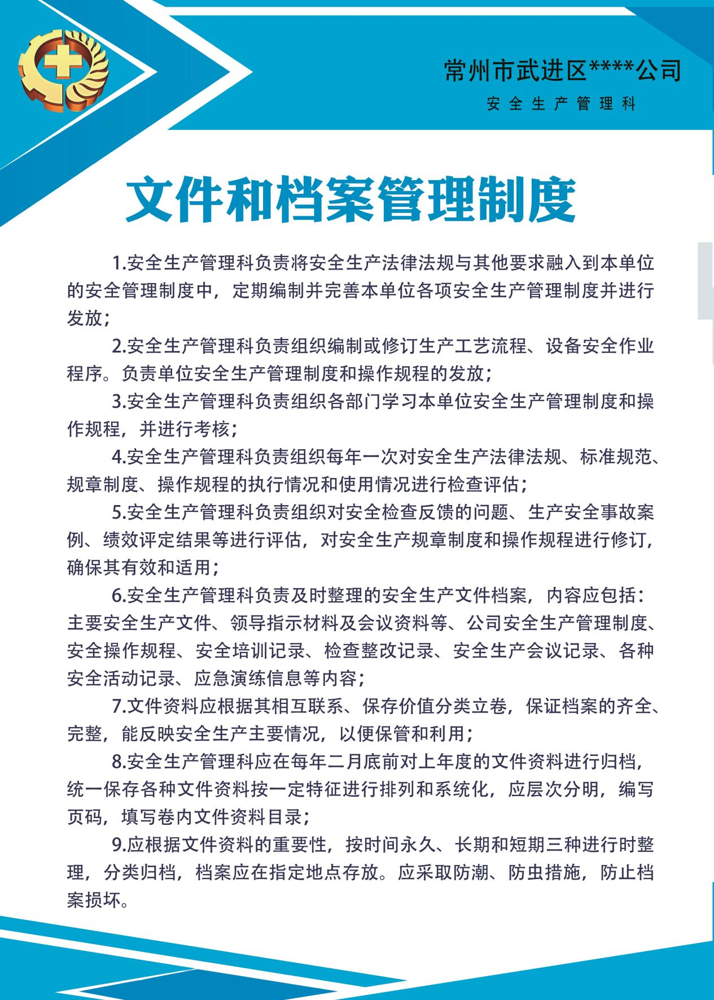 常州市武进区****公司
安全生产管理科
文件和档案管理制度
1.安全生产管理科负责将安全生产法律法规与其他要求融入到本单位
的安全管理制度中，定期编制并完善本单位各项安全生产管理制度并进行
发放；
2.安全生产管理科负责组织编制或修订生产工艺流程、设备安全作业
程序。负责单位安全生产管理制度和操作规程的发放；
3.安全生产管理科负责组织各部门学习本单位安全生产管理制度和操
作规程，并进行考核；
4.安全生产管理科负责组织每年一次对安全生产法律法规、标准规范、
规章制度、操作规程的执行情况和使用情况进行检查评估；
5.安全生产管理科负责组织对安全检查反馈的问题、生产安全事故案
例、绩效评定结果等进行评估，对安全生产规章制度和操作规程进行修订，
确保其有效和适用；
6.安全生产管理科负责及时整理的安全生产文件档案，内容应包括：
主要安全生产文件、领导指示材料及会议资料等、公司安全生产管理制度、
安全操作规程、安全培训记录、检查整改记录、安全生产会议记录、各种
安全活动记录、应急演练信息等内容；
7.文件资料应根据其相互联系、保存价值分类立卷，保证档案的齐全、
完整，能反映安全生产主要情况，以便保管和利用；
8.安全生产管理科应在每年二月底前对上年度的文件资料进行归档，
统一保存各种文件资料按一定特征进行排列和系统化，应层次分明，编写
页码，填写卷内文件资料目录；
9.应根据文件资料的重要性，按时间永久、长期和短期三种进行时整
理，分类归档，档案应在指定地点存放。应采取防潮、防虫措施，防止档
案损坏。